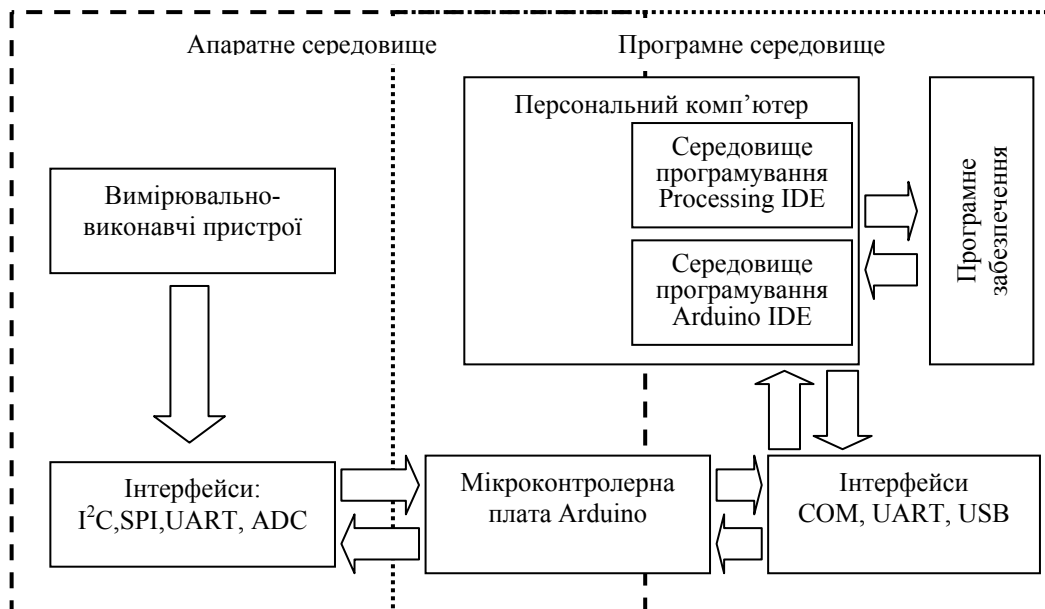 Апаратне середовище
Програмне середовище
Персональний комп’ютер
Середовище
програмування
Processing IDE
Середовище
програмування
Arduino IDE
Програмне
забезпечення
Вимірювально-
виконавчі пристрої
Інтерфейси:
I²C,SPI,UART, ADC
Мікроконтролерна
плата Arduino
Інтерфейси
COM, UART, USB